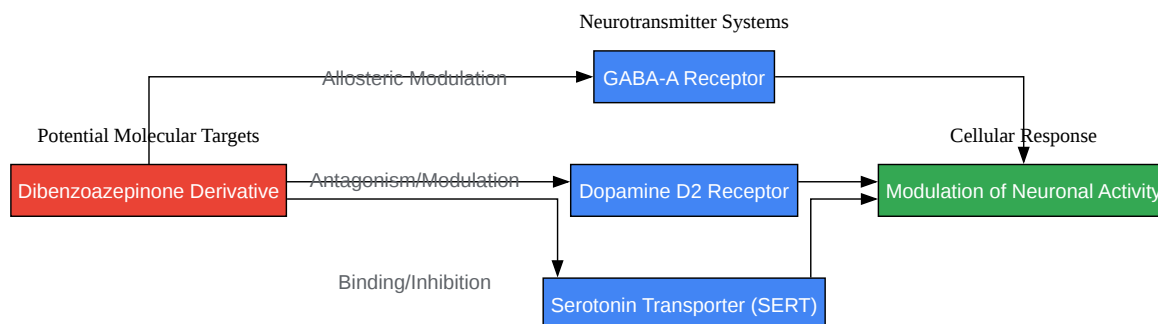 Neurotransmitter Systems
Allosteric Modulation
GABA-A Receptor
Potential Molecular Targets
Cellular Response
Dibenzoazepinone Derivative
Antagonism/Modulation
Dopamine D2 Receptor
Modulation of Neuronal Activity
Binding/Inhibition
Serotonin Transporter (SERT)